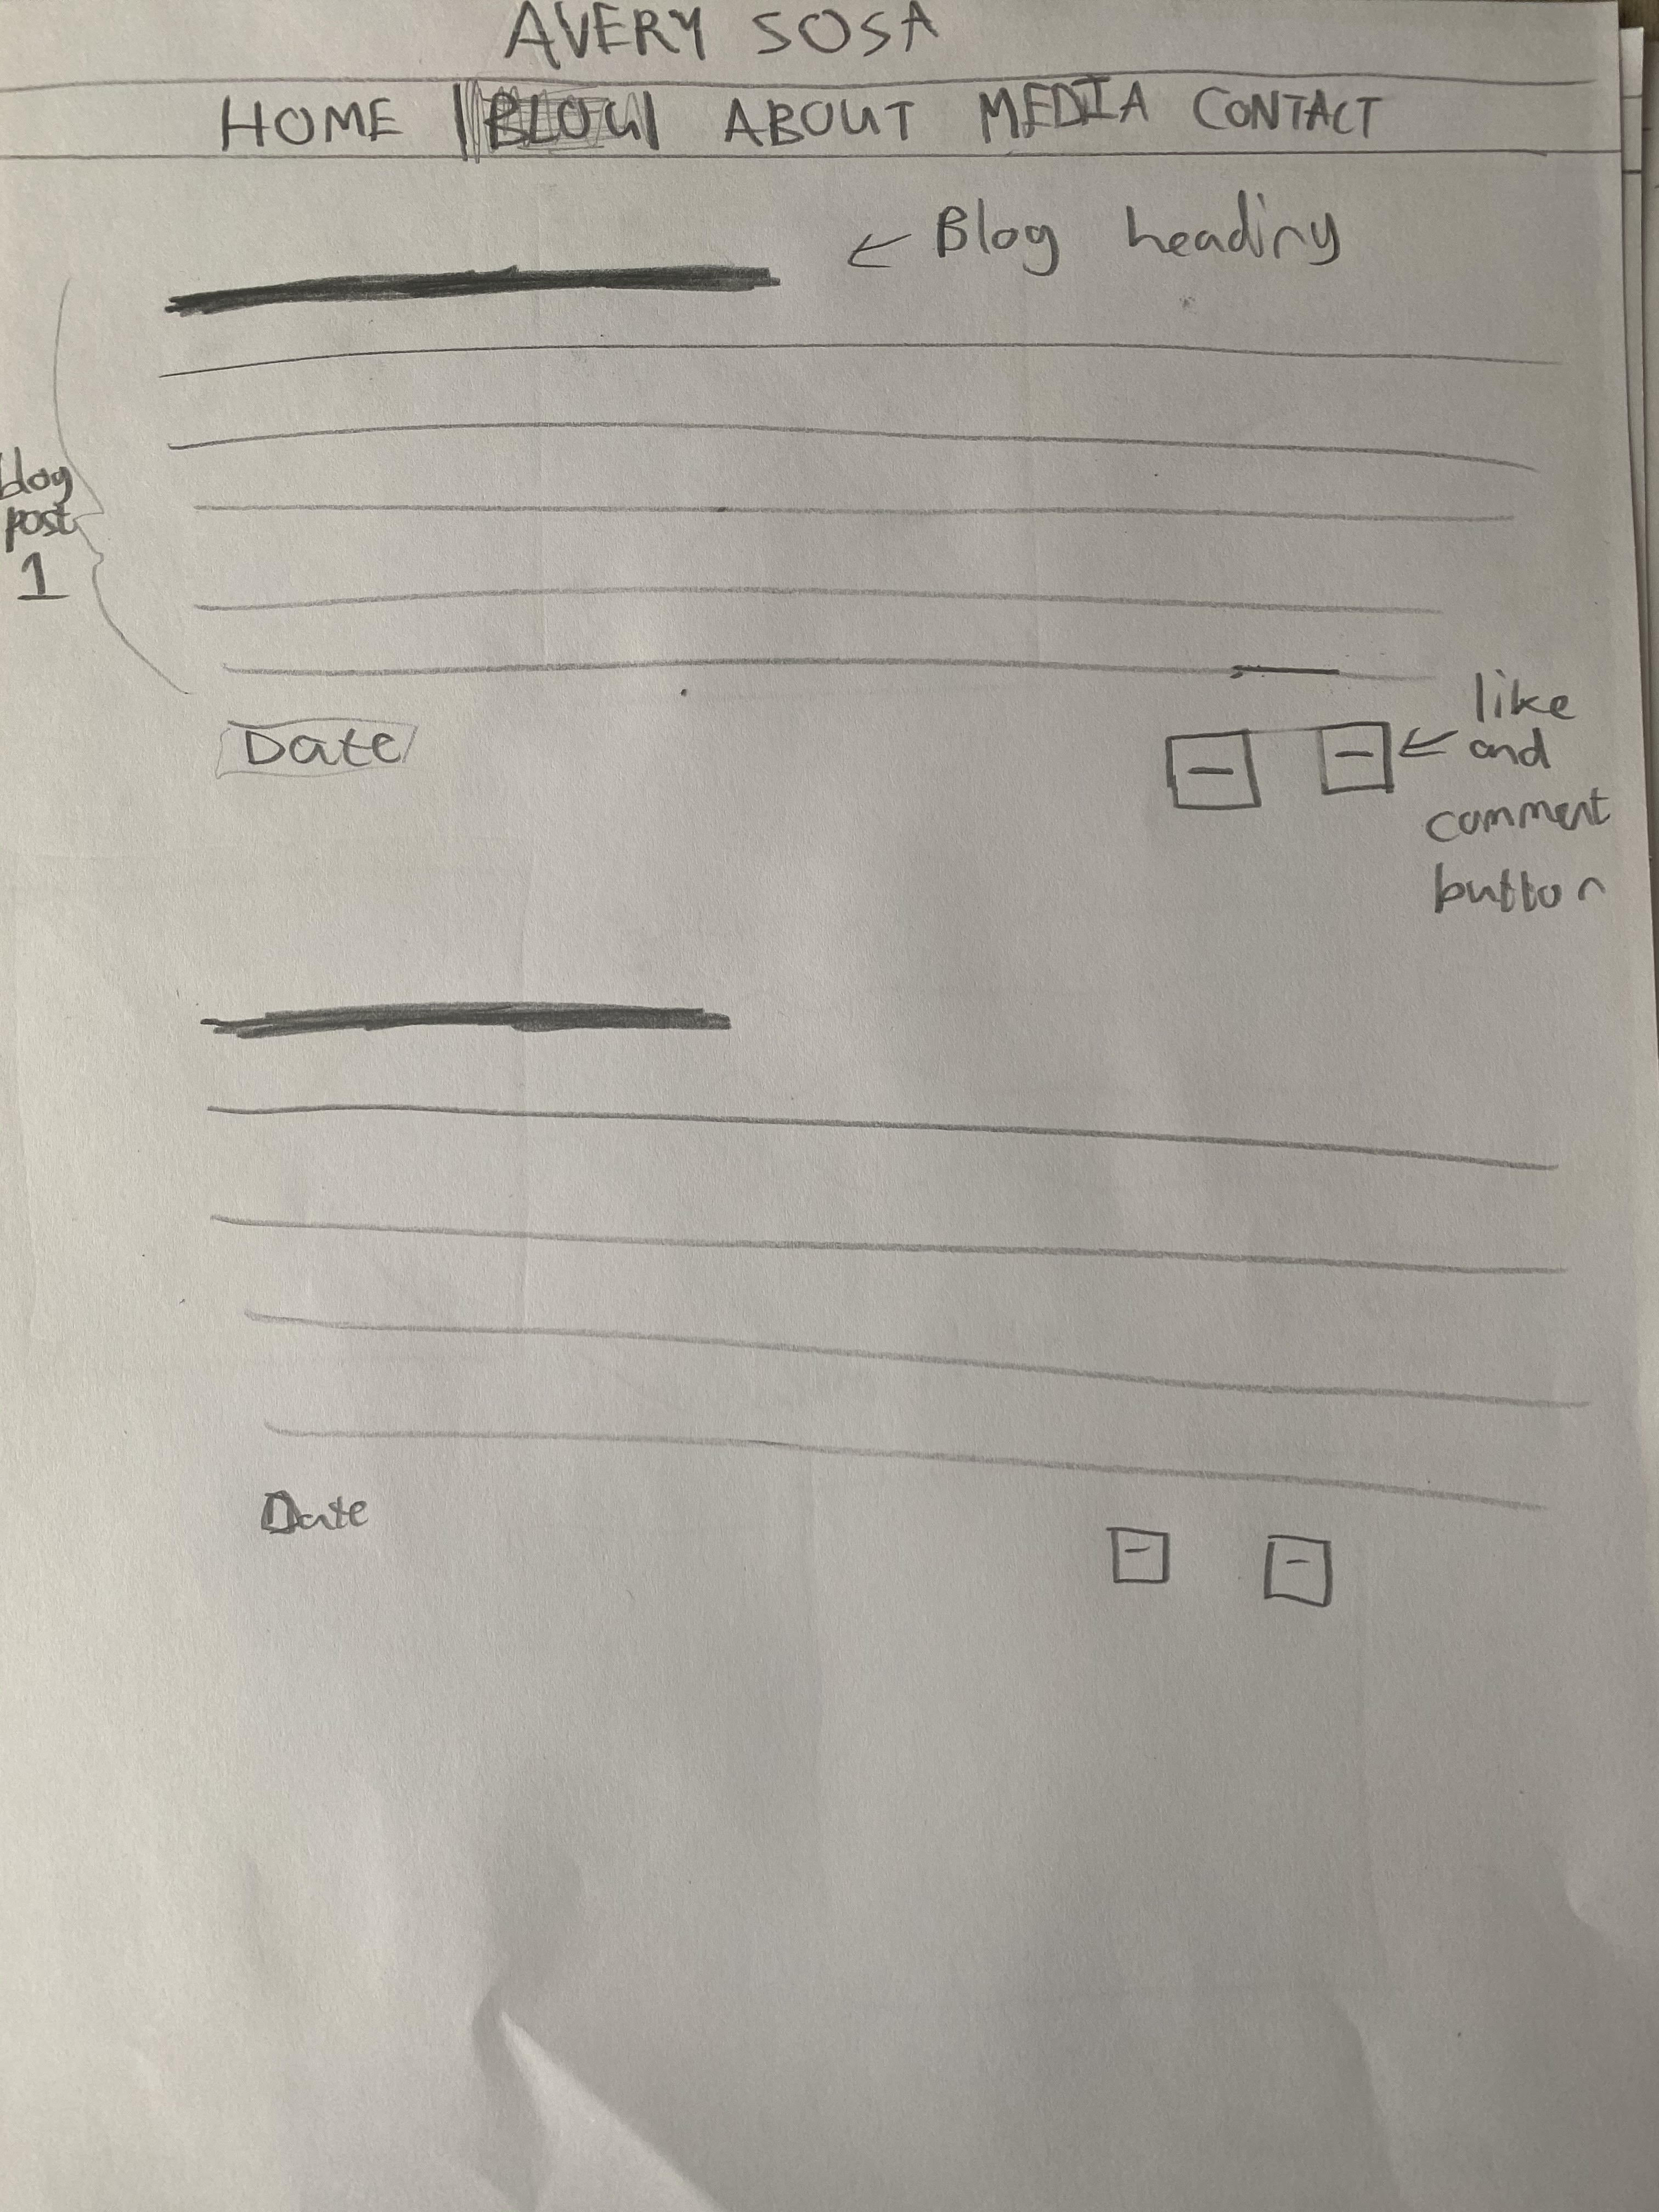 AVERY SOSA
HOME BLOG ABOUT MEDIA CONTACT
Blog heading
blog
post
1
Date
like
and
comment
button
Date